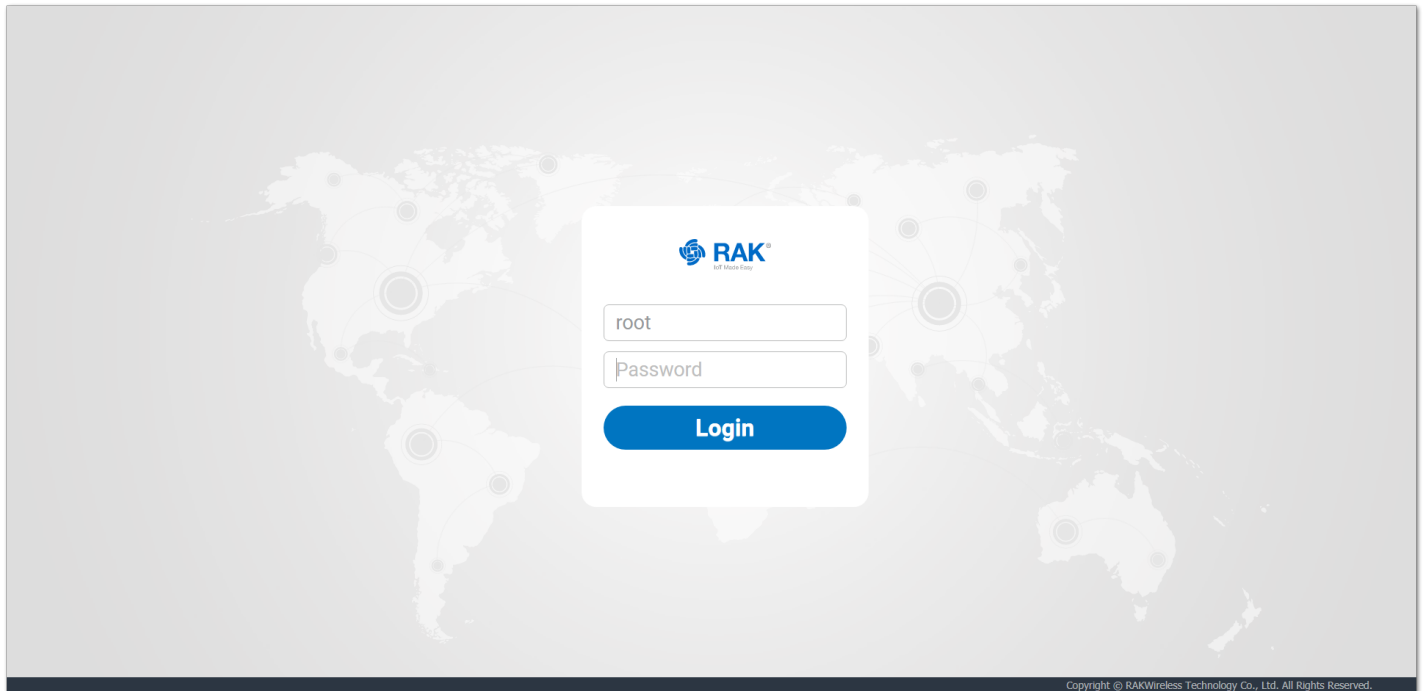 RAK®
IoT Made Easy
root
Password
Login
Copyright © RAKWireless Technology Co., Ltd. All Rights Reserved.